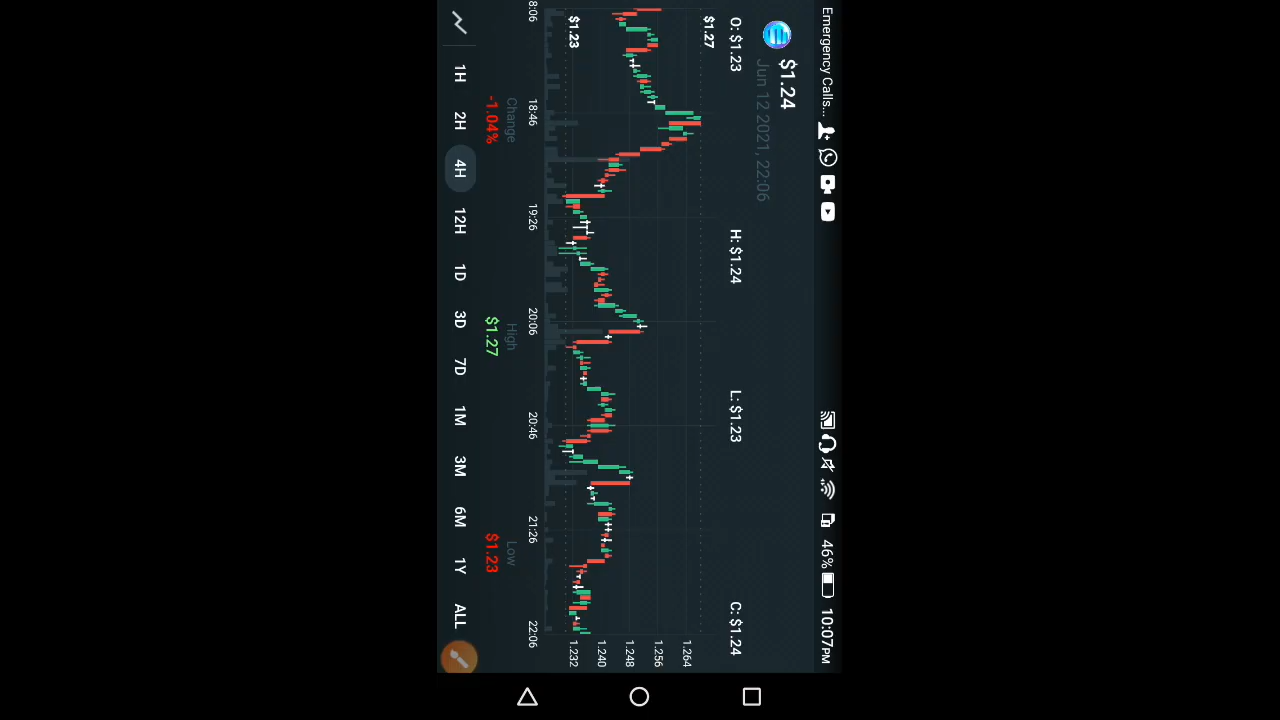 Emergency Calls...
46% 10:07PM
$1.24
Jun 12 2021, 22:06
O: $1.23 H: $1.24 L: $1.23 C: $1.24
$1.27
$1.23
1.264
1.256
1.248
1.240
1.232
8:06 18:46 19:26 20:06 20:46 21:26 22:06
Change High Low
-1.04% $1.27 $1.23
1H 2H 4H 12H 1D 3D 7D 1M 3M 6M 1Y ALL